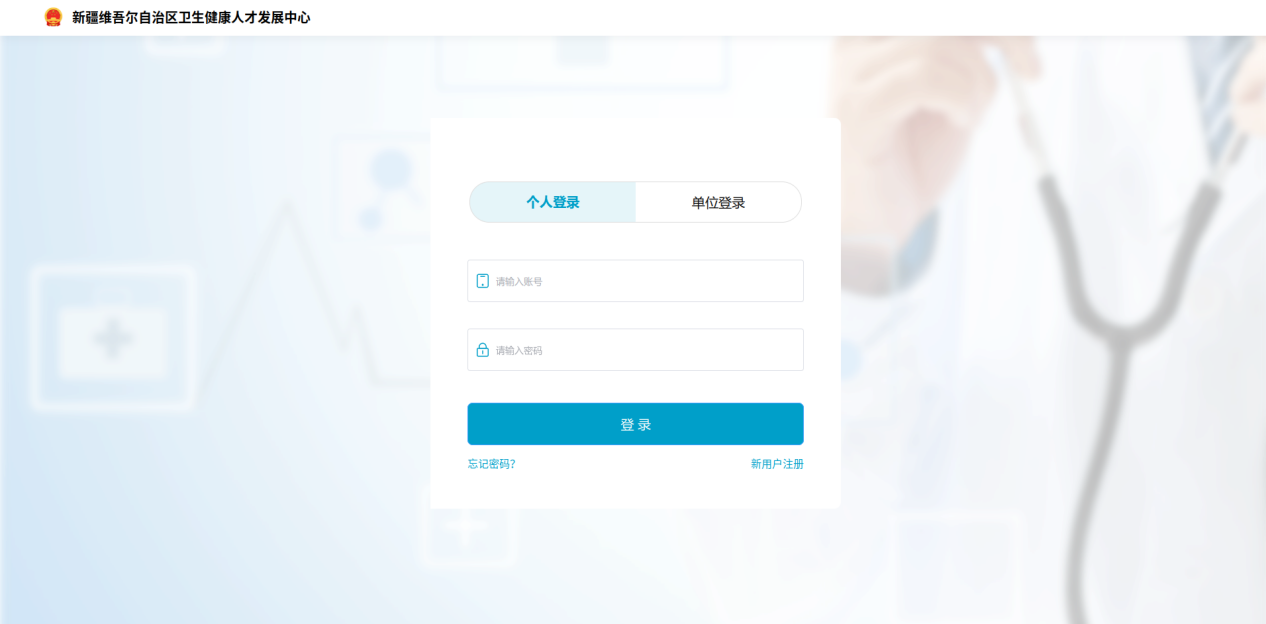 新疆维吾尔自治区卫生健康人才发展中心
个人登录 单位登录
请输入账号
请输入密码
登 录
忘记密码? 新用户注册